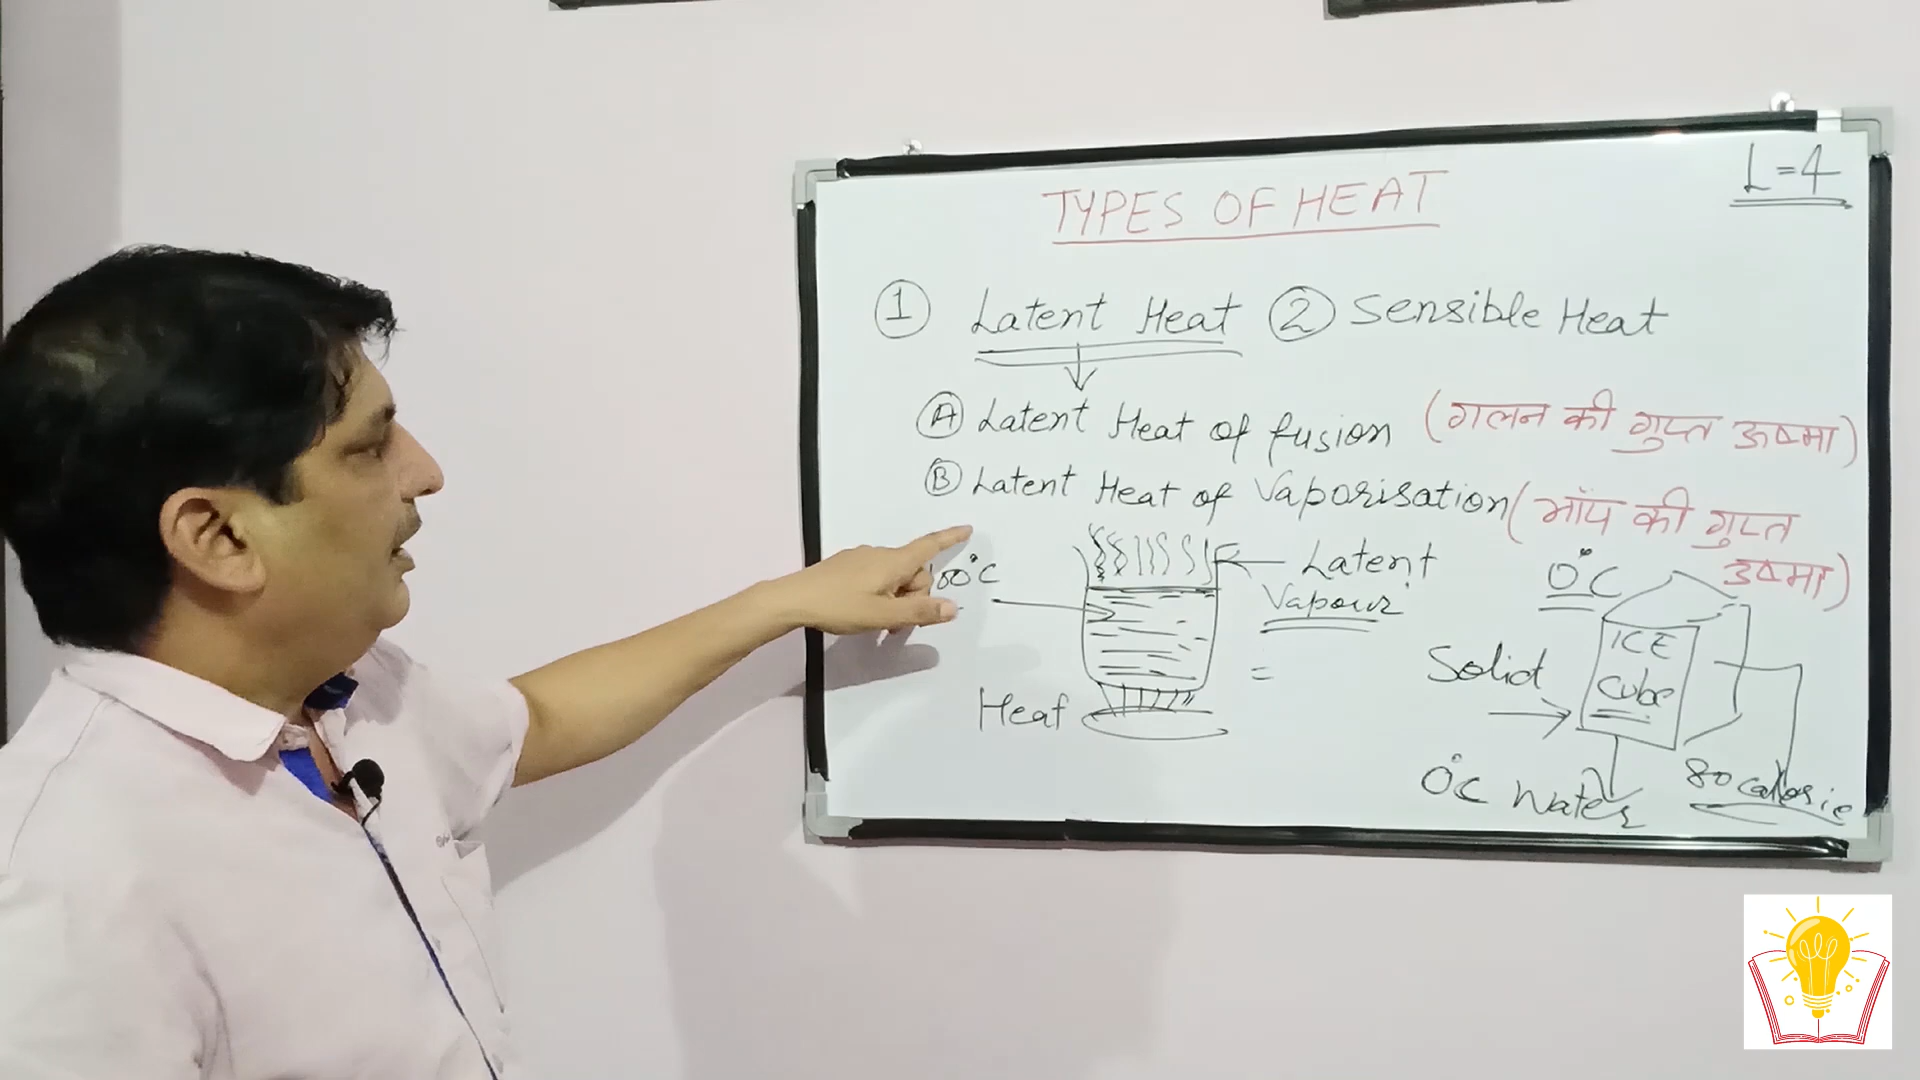 L=4
TYPES OF HEAT
① Latent Heat ② Sensible Heat
Ⓐ Latent Heat of fusion (गलन की गुप्त ऊष्मा)
Ⓑ Latent Heat of Vaporisation (भॉप की गुप्त
ऊष्मा)
100°C
Latent
Vapour
=
Heat
0°C
ICE
Cube
Solid
0°C Water
80 calorie